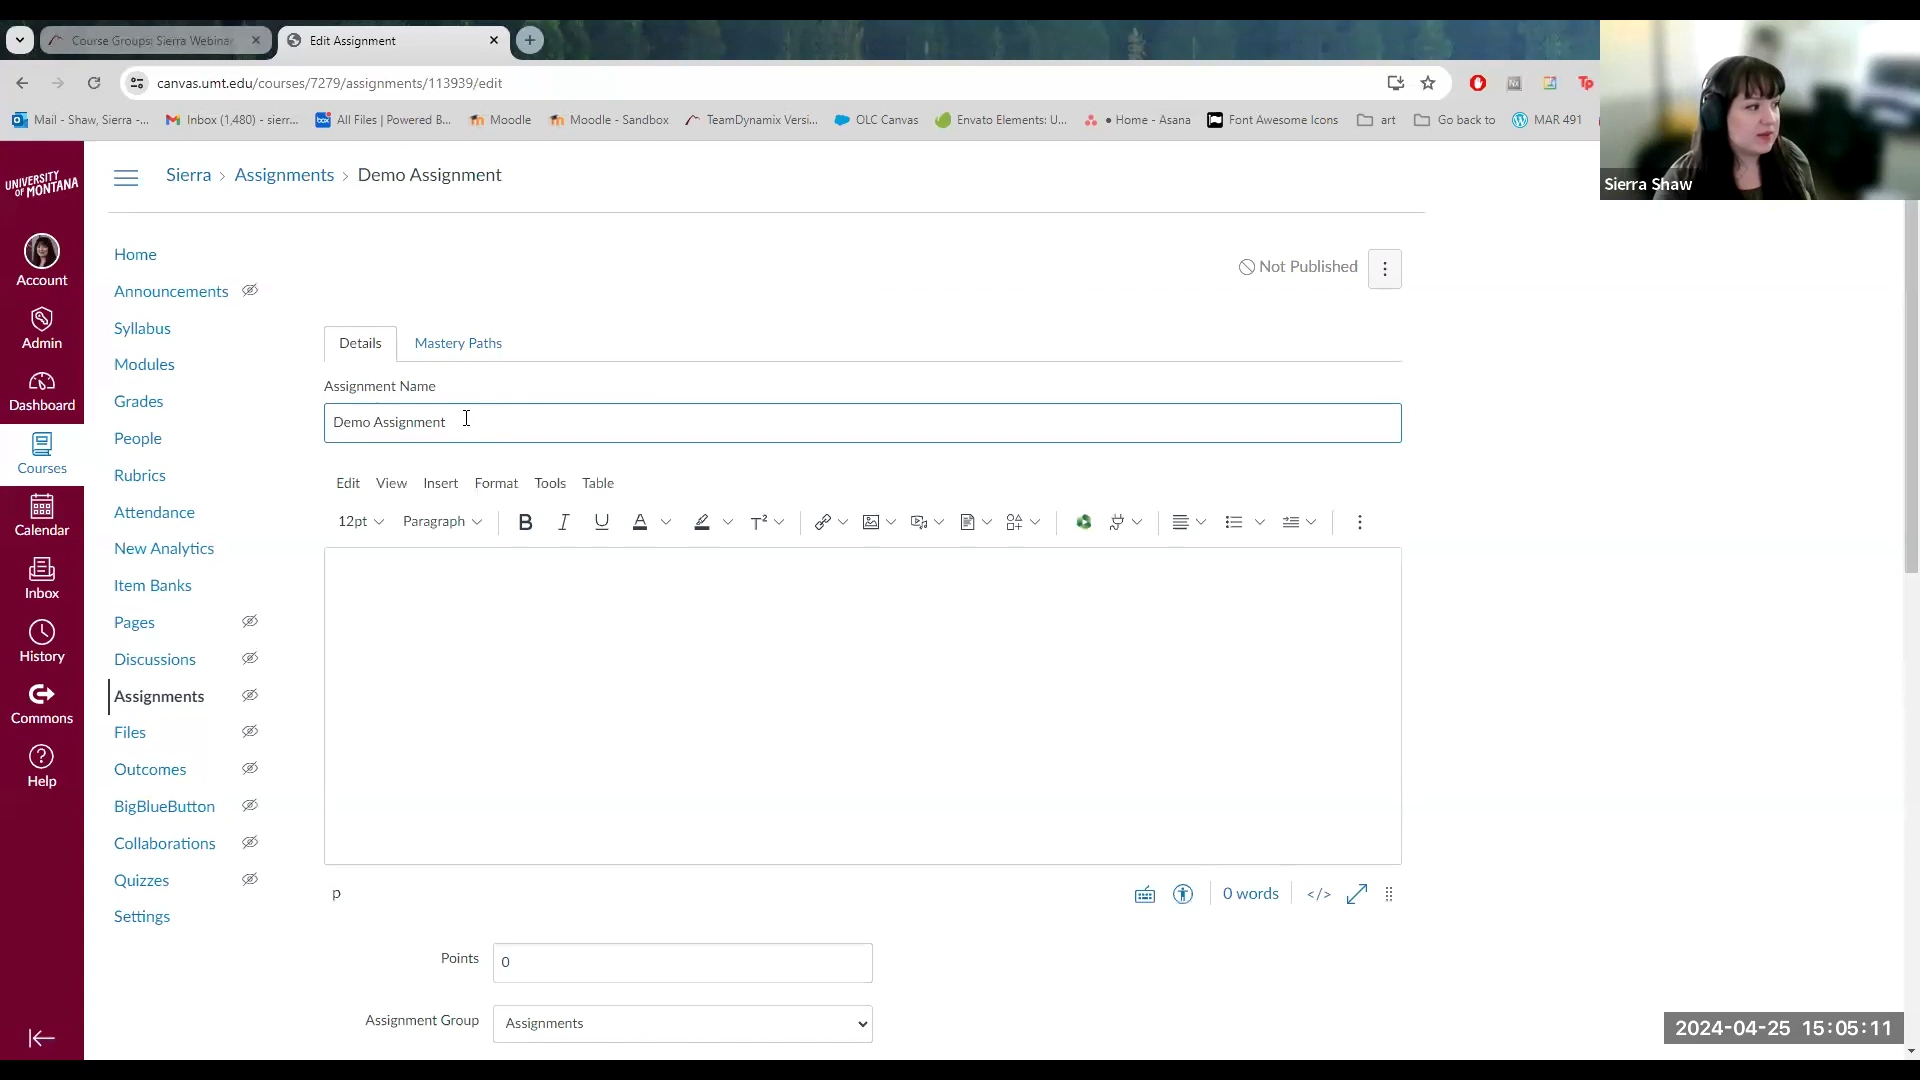 Course Groups: Sierra Webina
Edit Assignment
canvas.umt.edu/courses/7279/assignments/113939/edit
Mail - Shaw, Sierra -...
Inbox (1,480) - sierr...
All Files | Powered B...
Moodle
Moodle - Sandbox
TeamDynamix Versi...
OLC Canvas
Envato Elements: U...
• Home - Asana
Font Awesome Icons
art
Go back to
MAR 491
Sierra Shaw
UNIVERSITY OF MONTANA
Account
Admin
Dashboard
Courses
Calendar
Inbox
History
Commons
Help
Sierra > Assignments > Demo Assignment
Home
Announcements
Syllabus
Modules
Grades
People
Rubrics
Attendance
New Analytics
Item Banks
Pages
Discussions
Assignments
Files
Outcomes
BigBlueButton
Collaborations
Quizzes
Settings
Not Published
Details
Mastery Paths
Assignment Name
Demo Assignment
Edit View Insert Format Tools Table
12pt Paragraph
p
0 words
</>
Points
0
Assignment Group
Assignments
2024-04-25 15:05:11